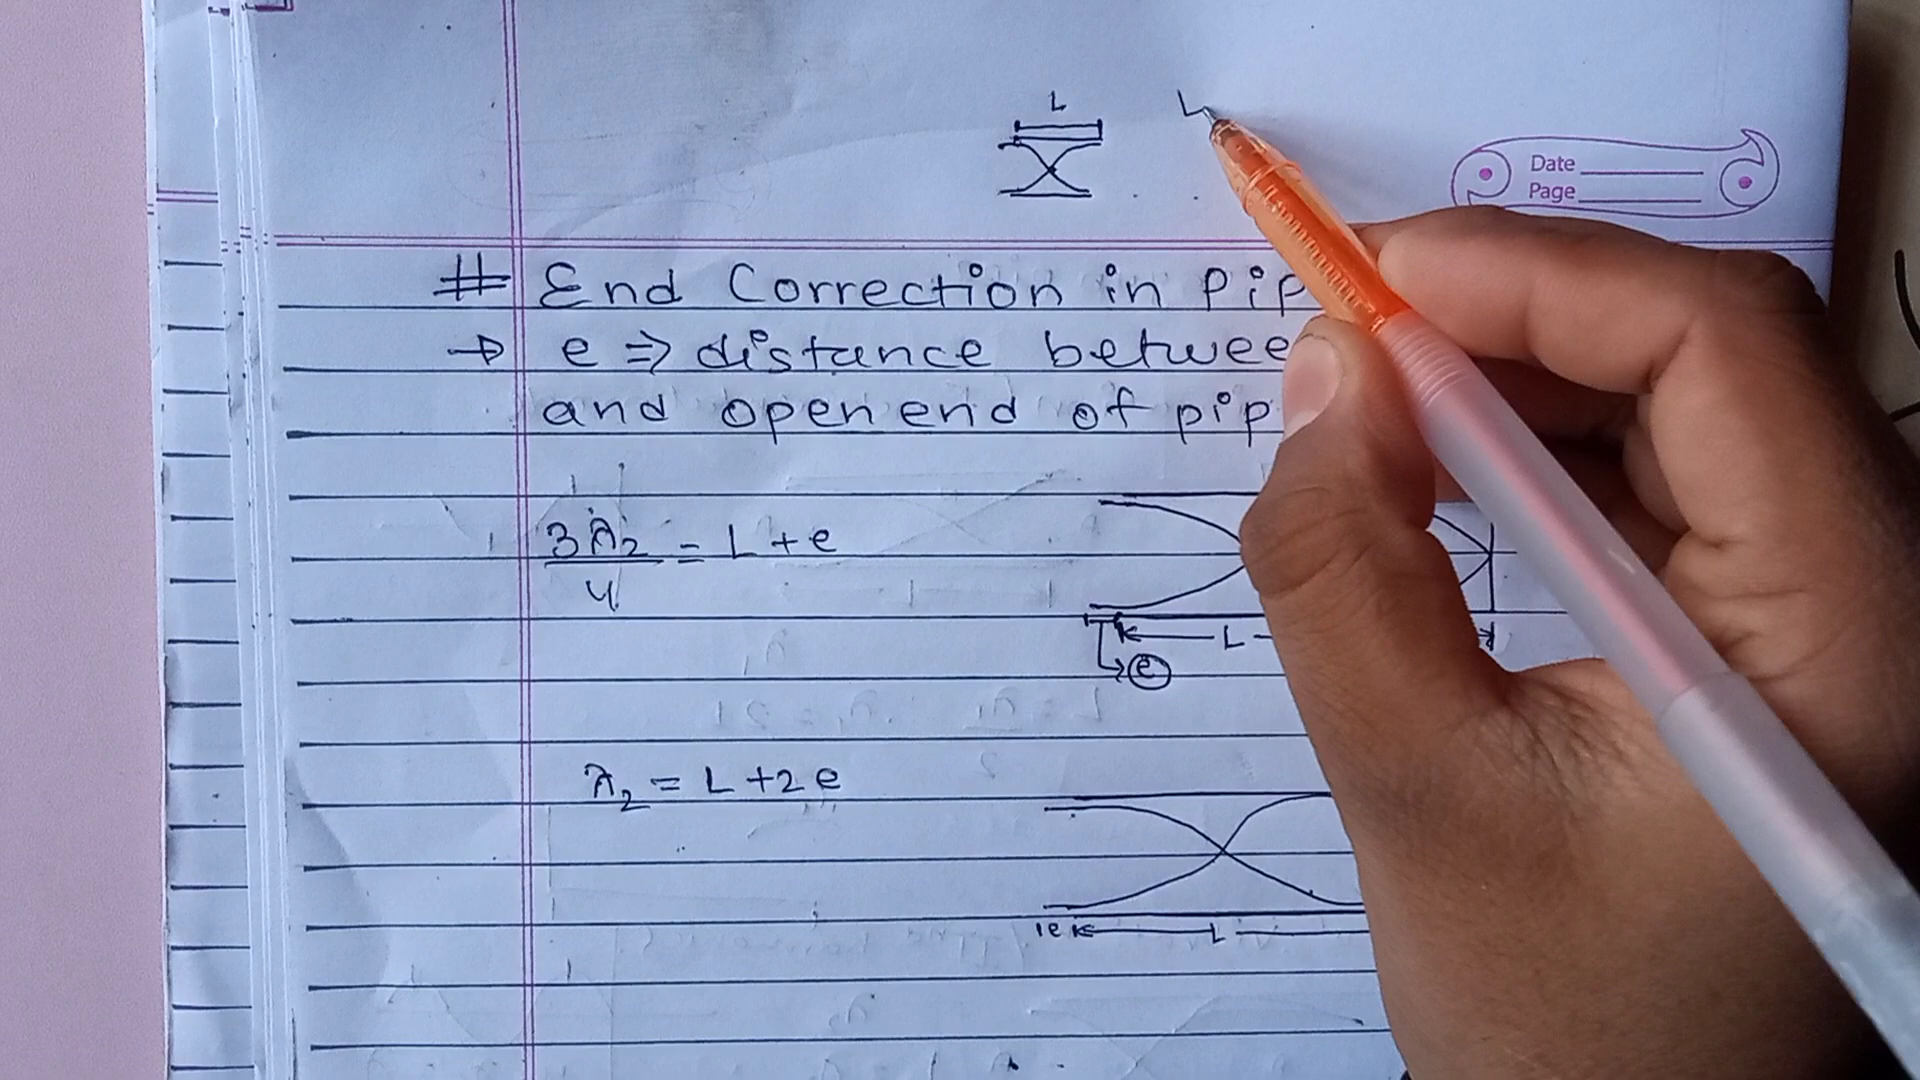 L
L
Date
Page
# End Correction in Pip
→ e ⇒ distance betwee
and open end of pip
3λ2/4 = L + e
L
e
λ2 = L + 2e
e
L